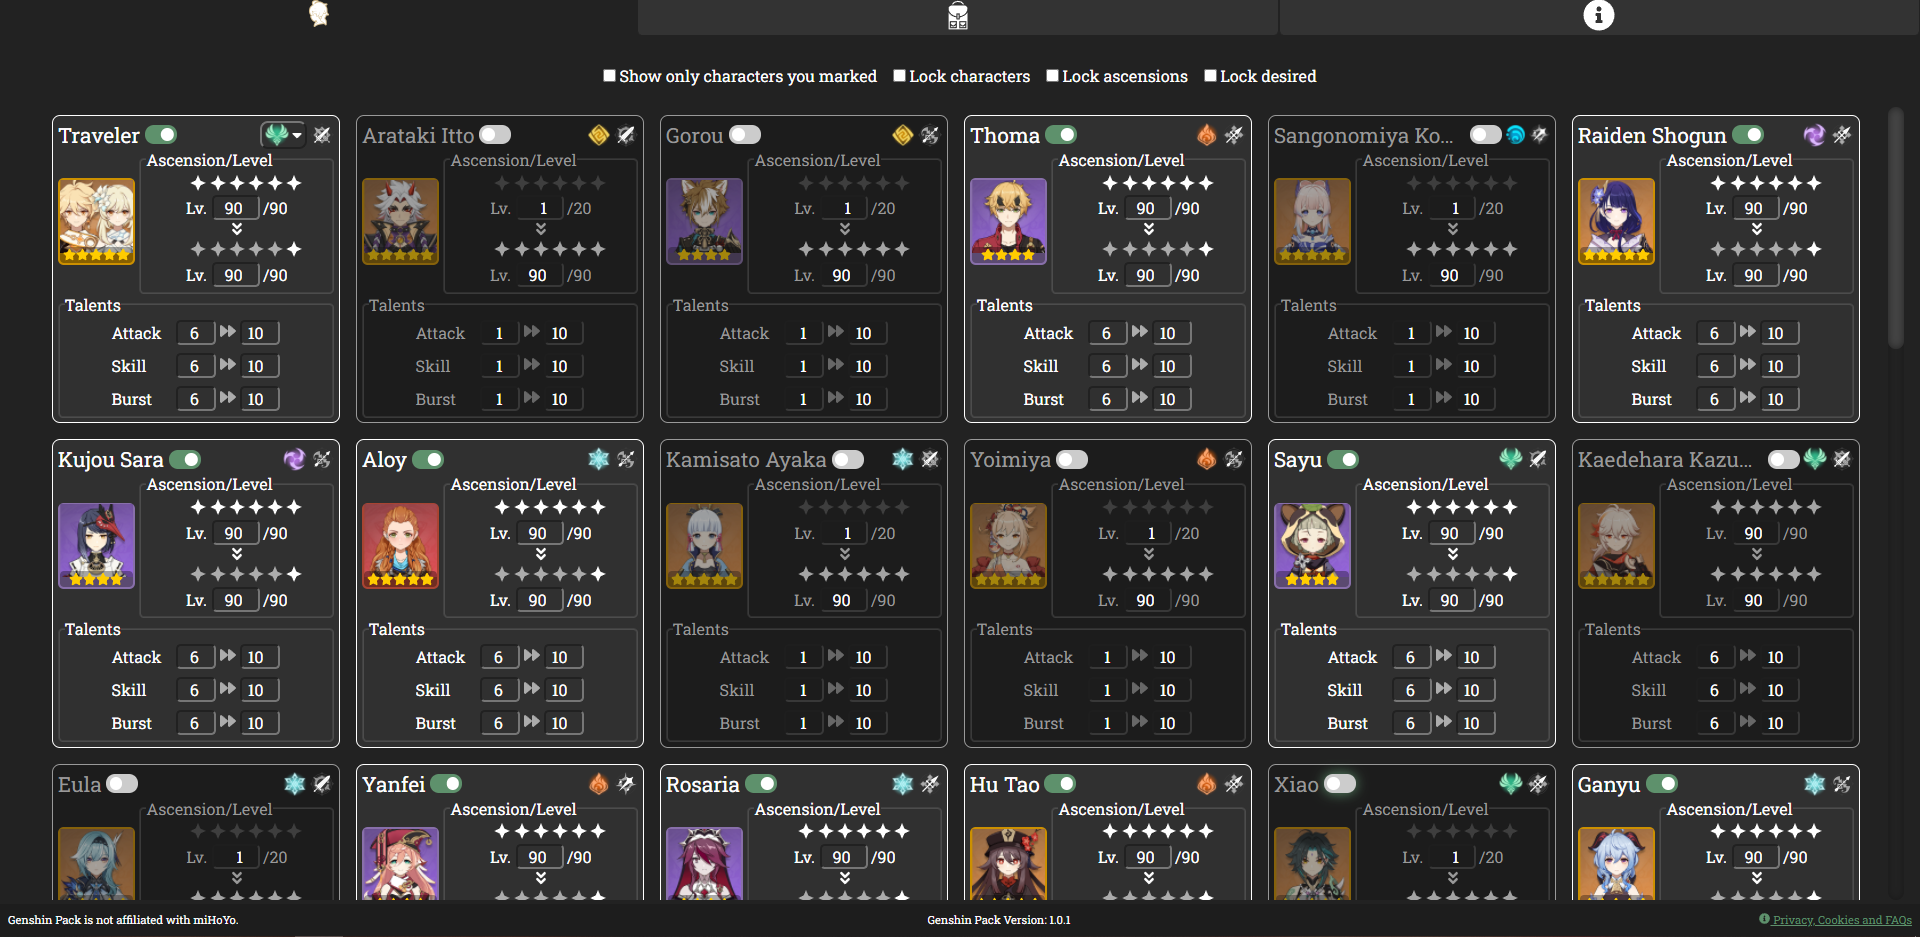 Show only characters you marked Lock characters Lock ascensions Lock desired
Traveler
Ascension/Level
Lv. 90 /90
Lv. 90 /90
Talents
Attack 6 10
Skill 6 10
Burst 6 10
Arataki Itto
Ascension/Level
Lv. 1 /20
Lv. 90 /90
Talents
Attack 1 10
Skill 1 10
Burst 1 10
Gorou
Ascension/Level
Lv. 1 /20
Lv. 90 /90
Talents
Attack 1 10
Skill 1 10
Burst 1 10
Thoma
Ascension/Level
Lv. 90 /90
Lv. 90 /90
Talents
Attack 6 10
Skill 6 10
Burst 6 10
Sangonomiya Ko...
Ascension/Level
Lv. 1 /20
Lv. 90 /90
Talents
Attack 1 10
Skill 1 10
Burst 1 10
Raiden Shogun
Ascension/Level
Lv. 90 /90
Lv. 90 /90
Talents
Attack 6 10
Skill 6 10
Burst 6 10
Kujou Sara
Ascension/Level
Lv. 90 /90
Lv. 90 /90
Talents
Attack 6 10
Skill 6 10
Burst 6 10
Aloy
Ascension/Level
Lv. 90 /90
Lv. 90 /90
Talents
Attack 6 10
Skill 6 10
Burst 6 10
Kamisato Ayaka
Ascension/Level
Lv. 1 /20
Lv. 90 /90
Talents
Attack 1 10
Skill 1 10
Burst 1 10
Yoimiya
Ascension/Level
Lv. 1 /20
Lv. 90 /90
Talents
Attack 1 10
Skill 1 10
Burst 1 10
Sayu
Ascension/Level
Lv. 90 /90
Lv. 90 /90
Talents
Attack 6 10
Skill 6 10
Burst 6 10
Kaedehara Kazu...
Ascension/Level
Lv. 90 /90
Lv. 90 /90
Talents
Attack 6 10
Skill 6 10
Burst 6 10
Eula
Ascension/Level
Lv. 1 /20
Yanfei
Ascension/Level
Lv. 90 /90
Rosaria
Ascension/Level
Lv. 90 /90
Hu Tao
Ascension/Level
Lv. 90 /90
Xiao
Ascension/Level
Lv. 1 /20
Ganyu
Ascension/Level
Lv. 90 /90
Genshin Pack is not affiliated with miHoYo.
Genshin Pack Version: 1.0.1
Privacy, Cookies and FAQs